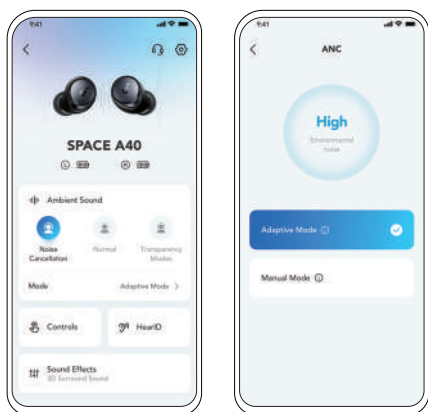 9:41
SPACE A40
L
R
Ambient Sound
Noise
Cancellation
Normal
Transparency
Modes
Mode
Adaptive Mode >
Controls
HearID
Sound Effects
3D Surround Sound
9:41
ANC
High
Environmental
noise
Adaptive Mode
Manual Mode